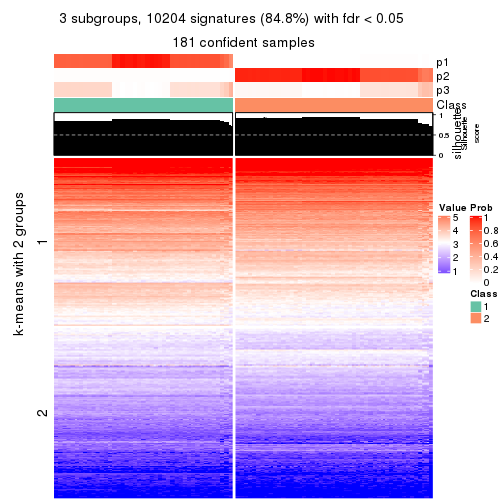 3 subgroups, 10204 signatures (84.8%) with fdr < 0.05
181 confident samples
p1
p2
p3
Class
1
0.5
0
silhouette
Silhouette
score
k-means with 2 groups
1
2
Value
5
4
3
2
1
Prob
1
0.8
0.6
0.4
0.2
0
Class
1
2